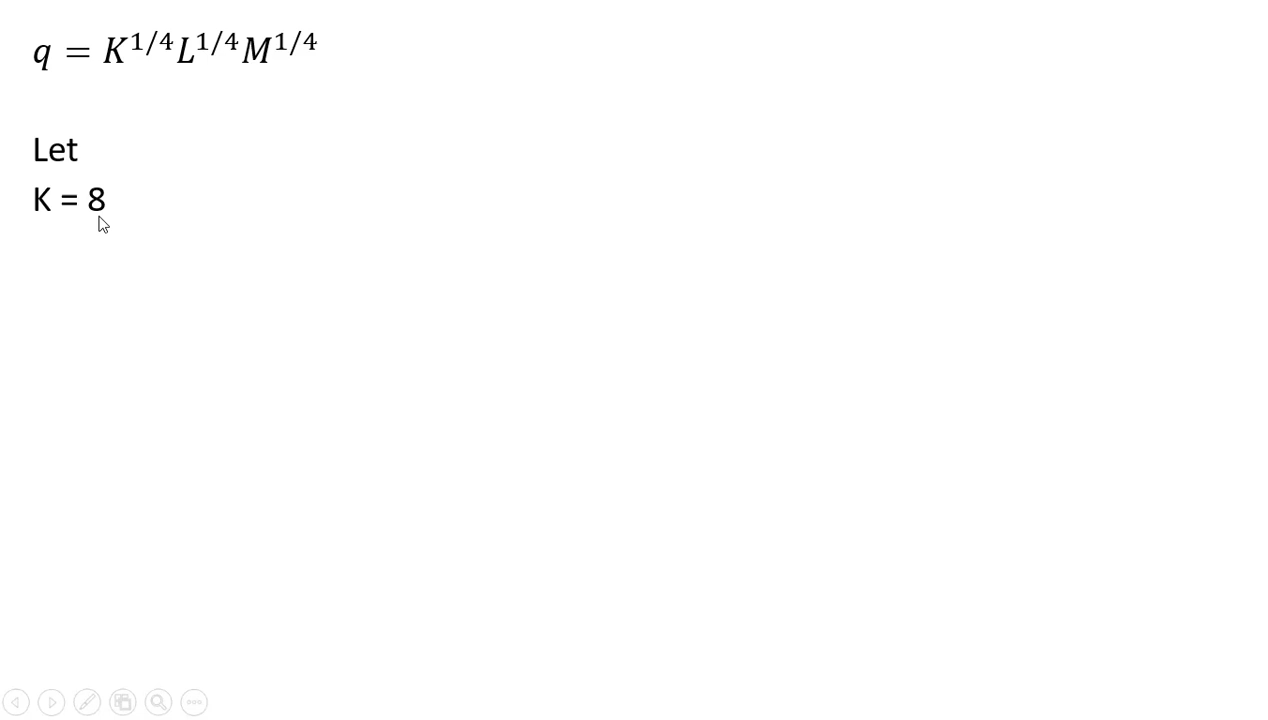 q = K^{1/4}L^{1/4}M^{1/4}
Let
K = 8